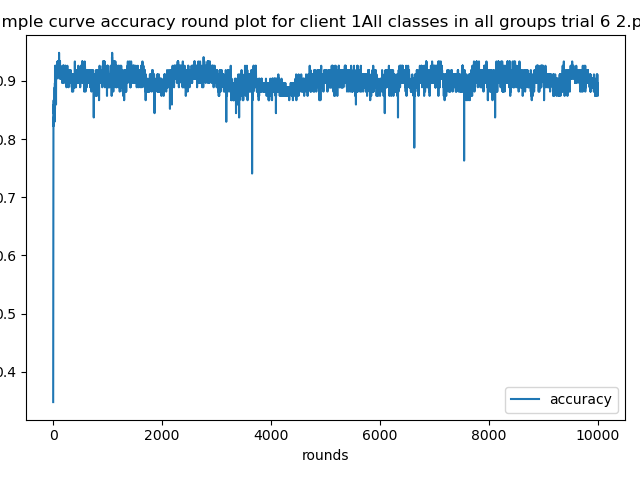 mple curve accuracy round plot for client 1All classes in all groups trial 6 2.p
0.9
0.8
0.7
0.6
0.5
0.4
accuracy
0 2000 4000 6000 8000 10000
rounds